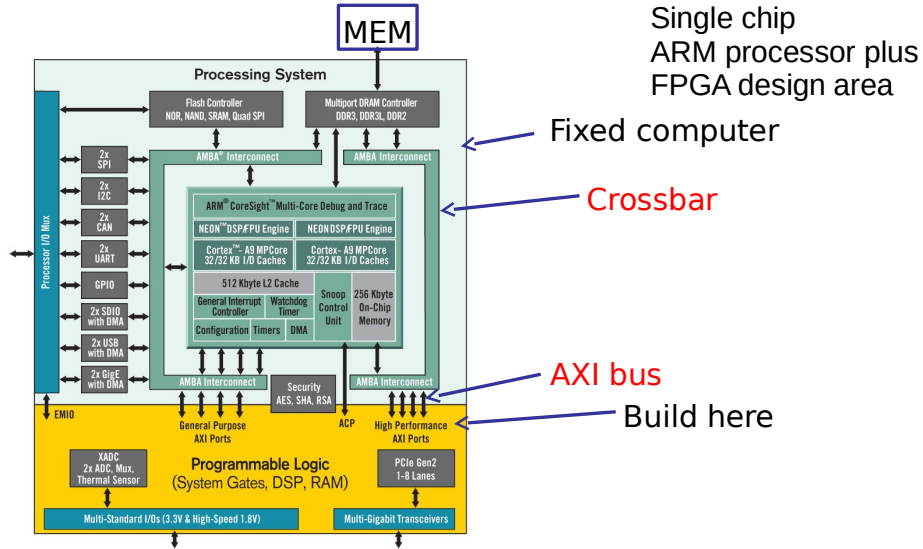 MEM
Single chip
ARM processor plus
FPGA design area
Processing System
Flash Controller
NOR, NAND, SRAM, Quad SPI
Multiport DRAM Controller
DDR3, DDR3L, DDR2
Fixed computer
AMBA® Interconnect
AMBA Interconnect
Processor I/O Mux
2x
SPI
2x
I2C
2x
CAN
2x
UART
GPIO
2x SDIO
with DMA
2x USB
with DMA
2x GigE
with DMA
ARM® CoreSight™ Multi-Core Debug and Trace
NEON™ DSP/FPU Engine
NEON DSP/FPU Engine
Cortex™- A9 MPCore
32/32 KB I/D Caches
Cortex- A9 MPCore
32/32 KB I/D Caches
512 Kbyte L2 Cache
General Interrupt
Controller
Watchdog
Timer
Configuration
Timers
DMA
Snoop
Control
Unit
256 Kbyte
On-Chip
Memory
Crossbar
AMBA Interconnect
Security
AES, SHA, RSA
AMBA Interconnect
AXI bus
Build here
EMIO
General Purpose
AXI Ports
ACP
High Performance
AXI Ports
XADC
2x ADC, Mux,
Thermal Sensor
Programmable Logic
(System Gates, DSP, RAM)
PCIe Gen2
1-8 Lanes
Multi-Standard I/Os (3.3V & High-Speed 1.8V)
Multi-Gigabit Transceivers